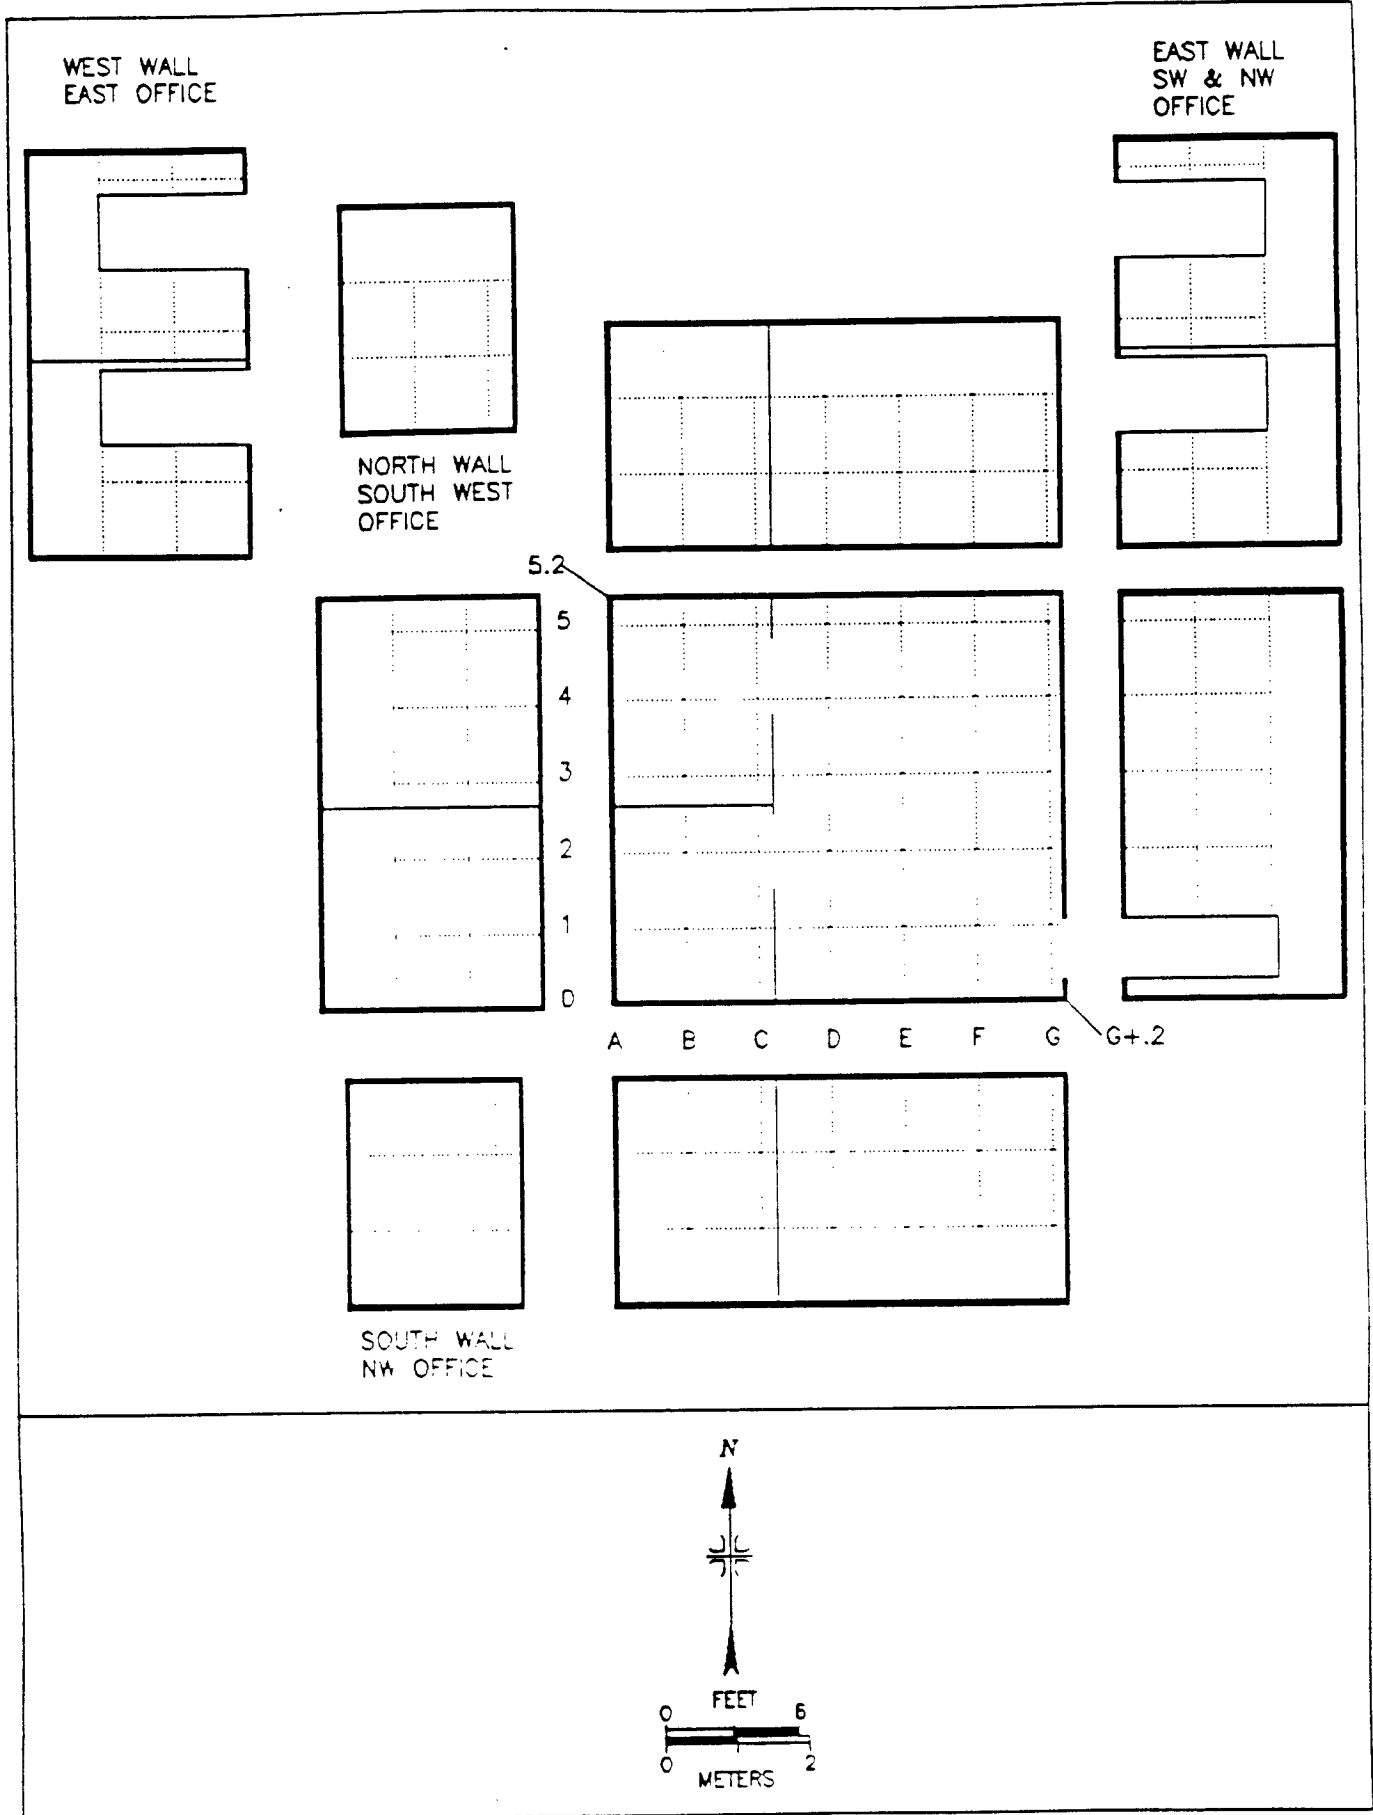 WEST WALL
EAST OFFICE
EAST WALL
SW & NW
OFFICE
NORTH WALL
SOUTH WEST
OFFICE
5.2
5
4
3
2
1
0
A B C D E F G G+.2
SOUTH WALL
NW OFFICE
N
FEET
0 6
0 2
METERS